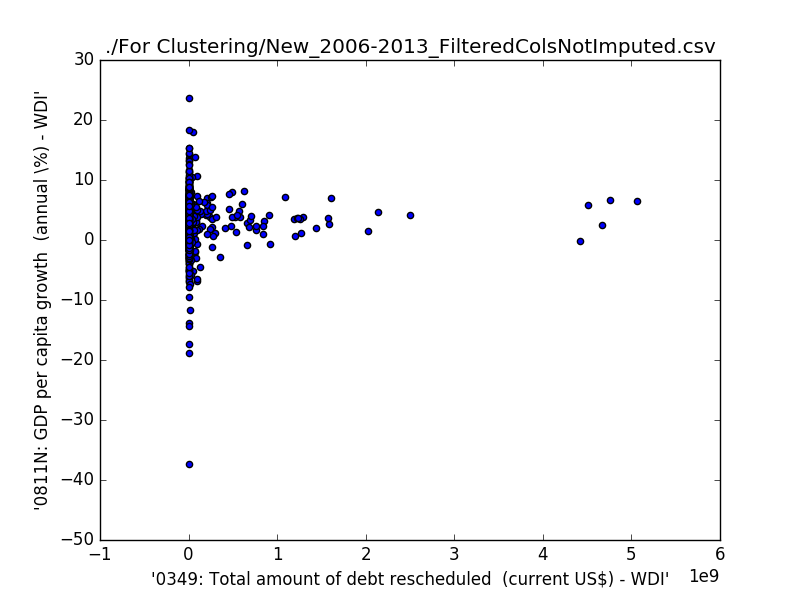 ./For Clustering/New_2006-2013_FilteredColsNotImputed.csv
30
20
10
0
−10
−20
−30
−40
−50
'0811N: GDP per capita growth  (annual \%) - WDI'
−1 0 1 2 3 4 5 6
1e9
'0349: Total amount of debt rescheduled  (current US$) - WDI'